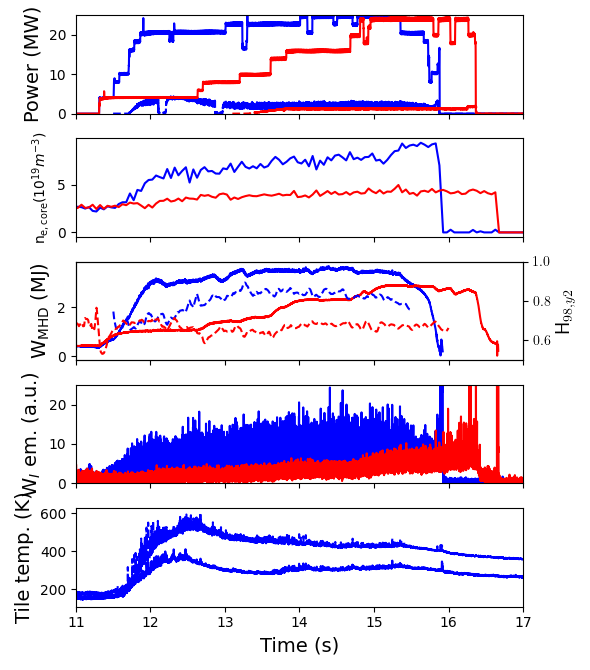 Power (MW)
20
10
0
n_e,core(10^19 m^−3)
5
0
W_MHD (MJ)
2
0
1.0
0.8
0.6
H_98,y2
W_I em. (a.u.)
20
10
0
Tile temp. (K)
600
400
200
11 12 13 14 15 16 17
Time (s)